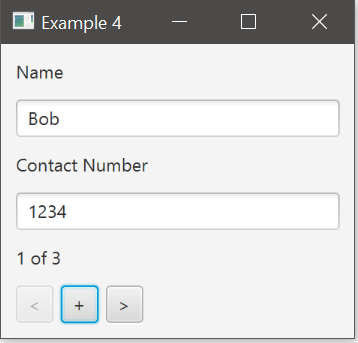 Example 4
Name
Bob
Contact Number
1234
1 of 3
< + >